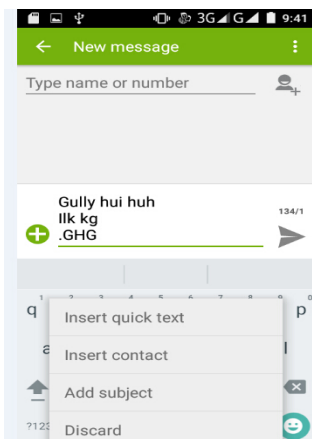 3G G 9:41
New message
Type name or number
Gully hui huh
Ilk kg
.GHG
134/1
q p
a l
Insert quick text
Insert contact
Add subject
?123
Discard